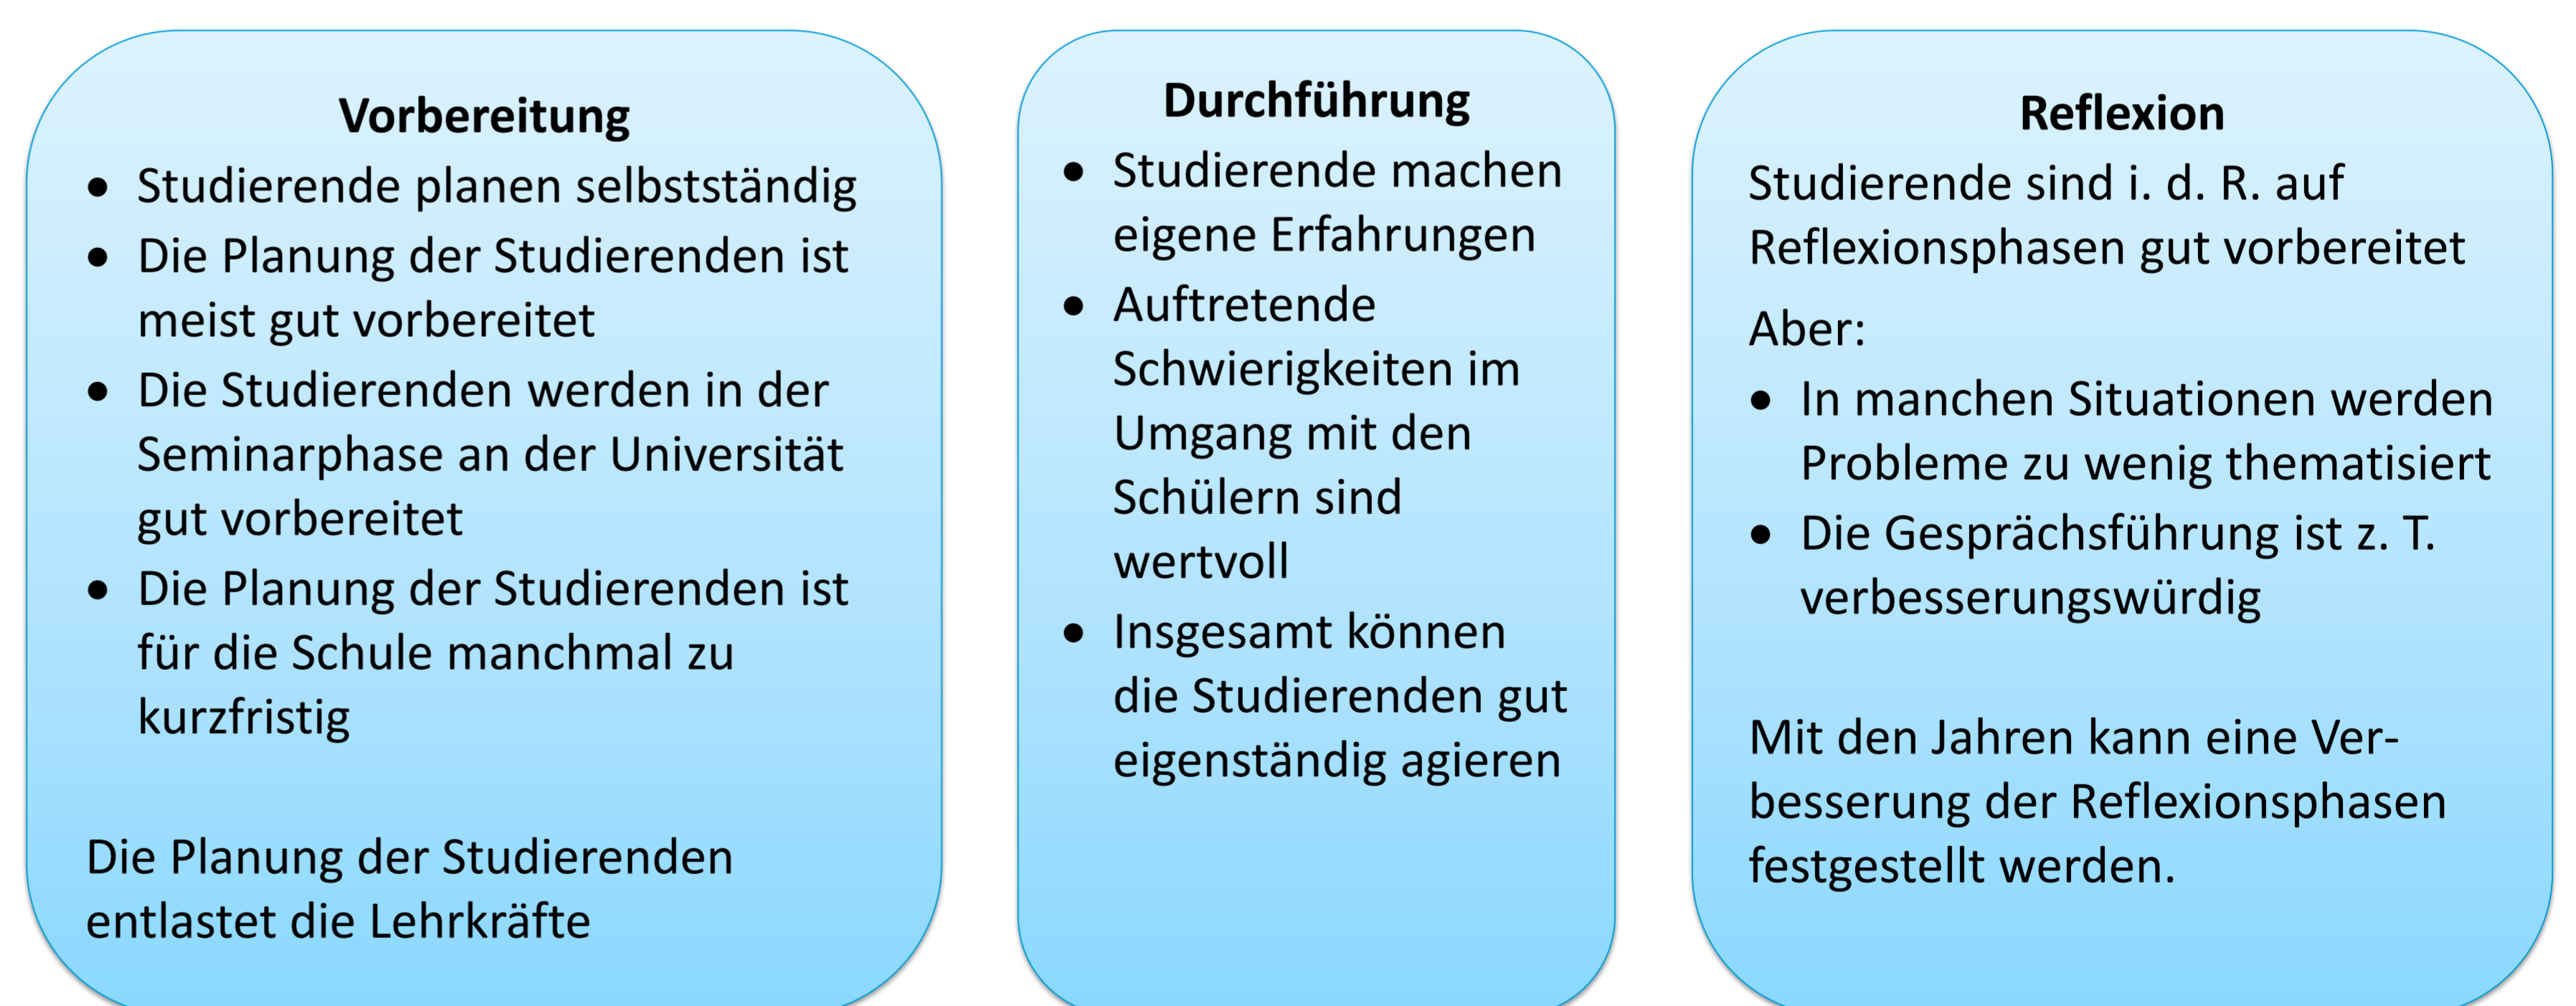 Vorbereitung
• Studierende planen selbstständig
• Die Planung der Studierenden ist
meist gut vorbereitet
• Die Studierenden werden in der
Seminarphase an der Universität
gut vorbereitet
• Die Planung der Studierenden ist
für die Schule manchmal zu
kurzfristig
Die Planung der Studierenden
entlastet die Lehrkräfte
Durchführung
• Studierende machen
eigene Erfahrungen
• Auftretende
Schwierigkeiten im
Umgang mit den
Schülern sind
wertvoll
• Insgesamt können
die Studierenden gut
eigenständig agieren
Reflexion
Studierende sind i. d. R. auf
Reflexionsphasen gut vorbereitet
Aber:
• In manchen Situationen werden
Probleme zu wenig thematisiert
• Die Gesprächsführung ist z. T.
verbesserungswürdig
Mit den Jahren kann eine Ver-
besserung der Reflexionsphasen
festgestellt werden.